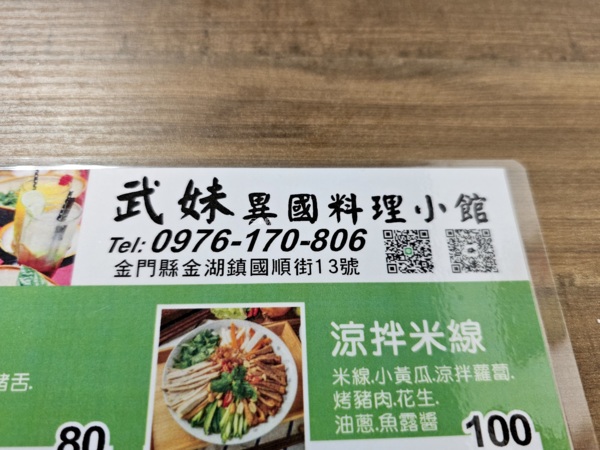 武妹異國料理小館
Tel: 0976-170-806
金門縣金湖鎮國順街13號
豬舌.
80
涼拌米線
米線.小黃瓜.涼拌蘿蔔.
烤豬肉.花生.
油蔥.魚露醬
100